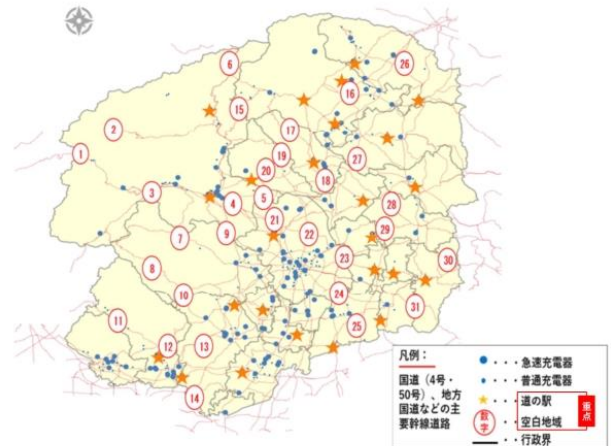 6
26
16
15
2
17
1
19
27
20
18
3
4
5
28
21
7
9
22
29
23
30
8
10
24
31
11
25
12
13
14
凡例：
国道（4号・
50号）、地方
国道などの主
要幹線道路
・・・急速充電器
・・・普通充電器
・・・道の駅
数字
・・・空白地域
重点
・・・行政界